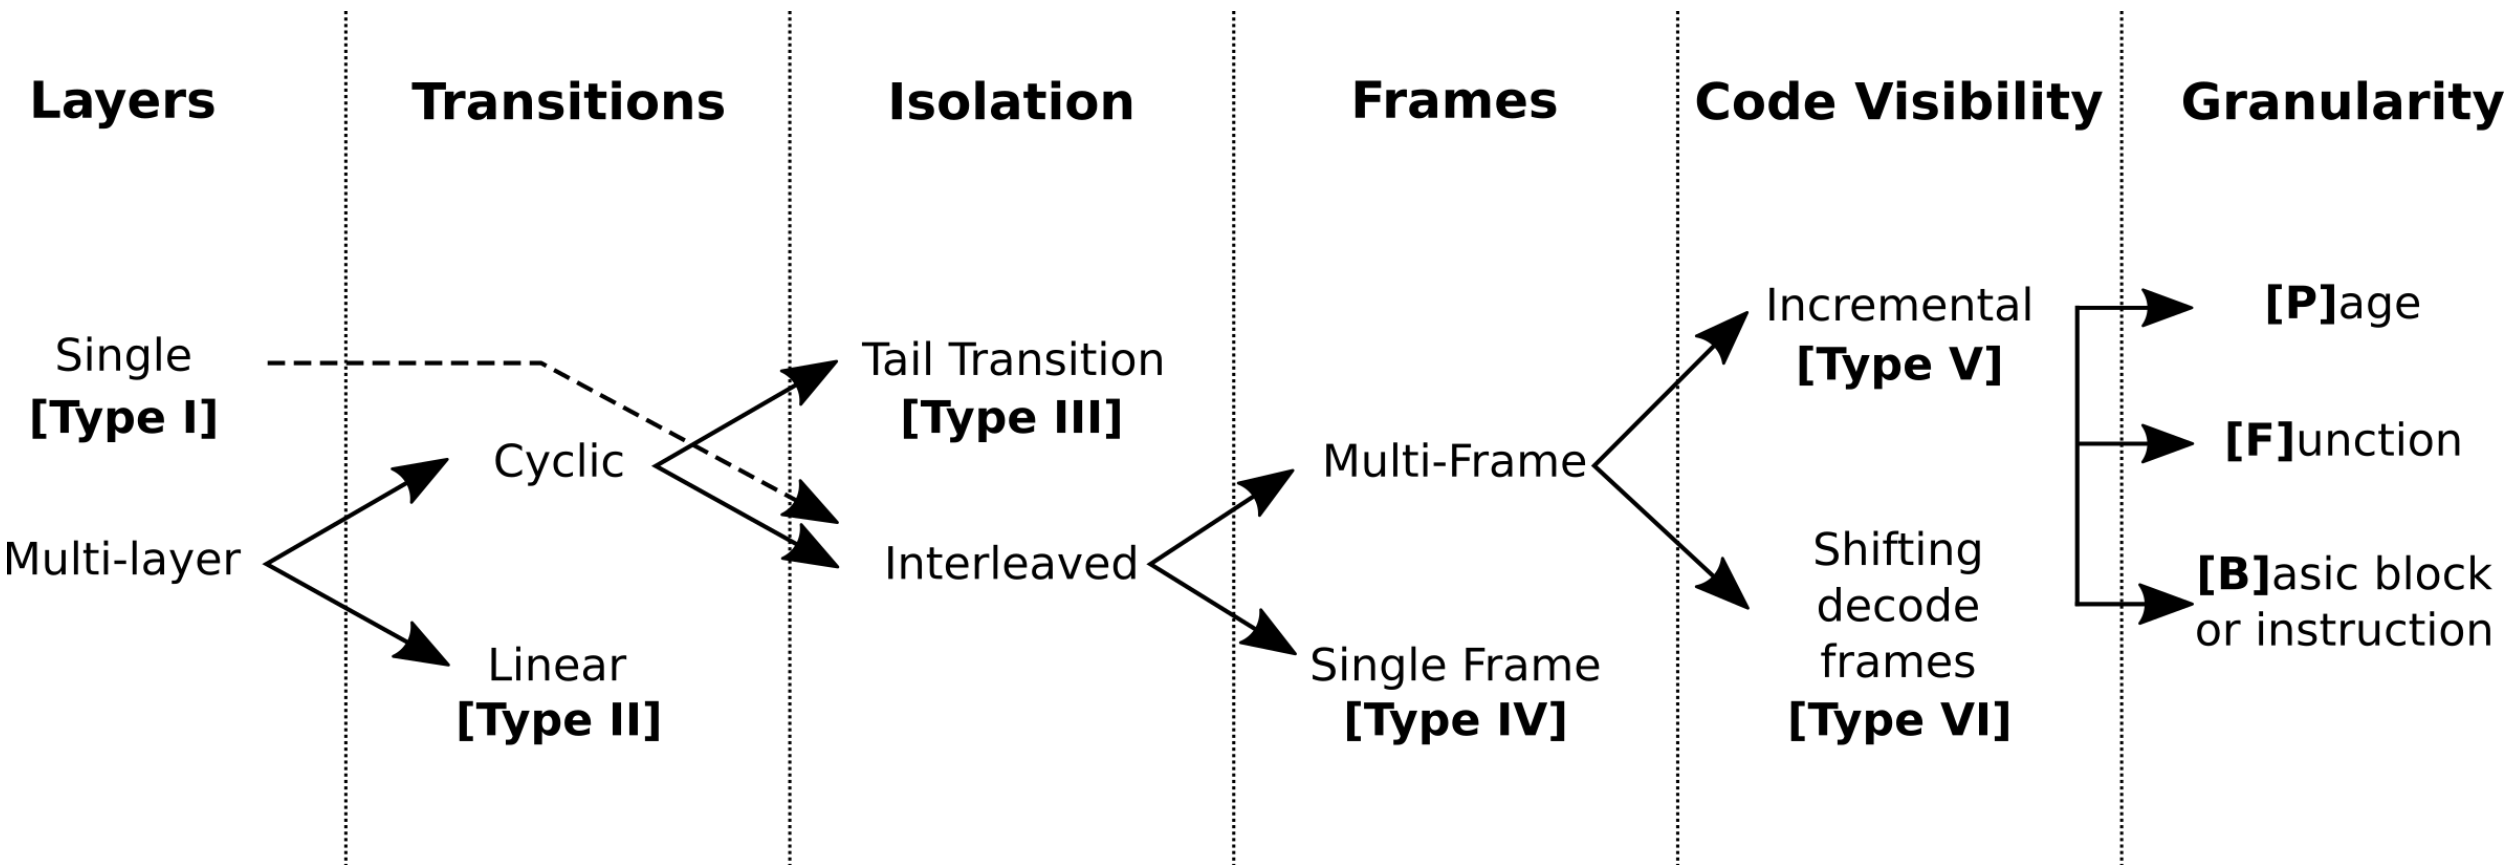 Layers
Transitions
Isolation
Frames
Code Visibility
Granularity
Single
[Type I]
Multi-layer
Cyclic
Linear
[Type II]
Tail Transition
[Type III]
Interleaved
Multi-Frame
Single Frame
[Type IV]
Incremental
[Type V]
Shifting
decode
frames
[Type VI]
[P]age
[F]unction
[B]asic block
or instruction